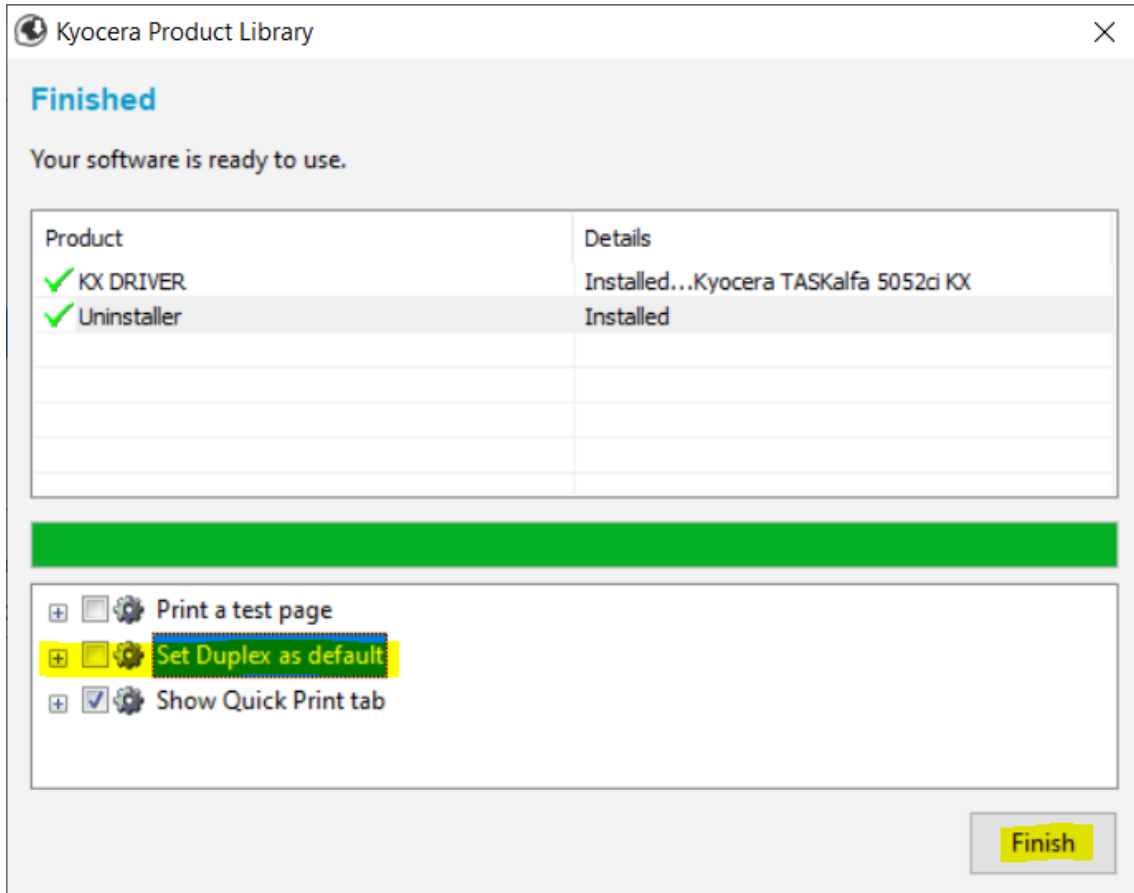 Kyocera Product Library
Finished
Your software is ready to use.
Product Details
KX DRIVER Installed...Kyocera TASKalfa 5052ci KX
Uninstaller Installed
Print a test page
Set Duplex as default
Show Quick Print tab
Finish